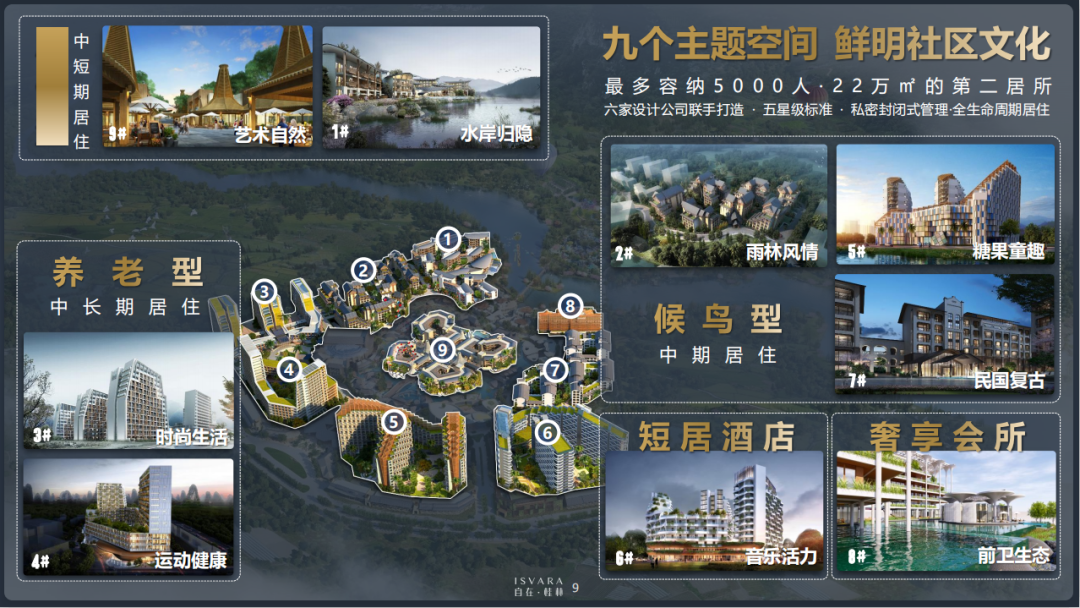 九个主题空间 鲜明社区文化
最多容纳5000人·22万㎡的第二居所
六家设计公司联手打造 · 五星级标准 · 私密封闭式管理·全生命周期居住
中短期居住
9# 艺术自然
1# 水岸归隐
养老型
中长期居住
3# 时尚生活
4# 运动健康
1
2
3
4
5
6
7
8
9
2# 雨林风情
5# 糖果童趣
候鸟型
中期居住
7# 民国复古
短居酒店
6# 音乐活力
奢享会所
8# 前卫生态
ISVARA
自在·桂林
9